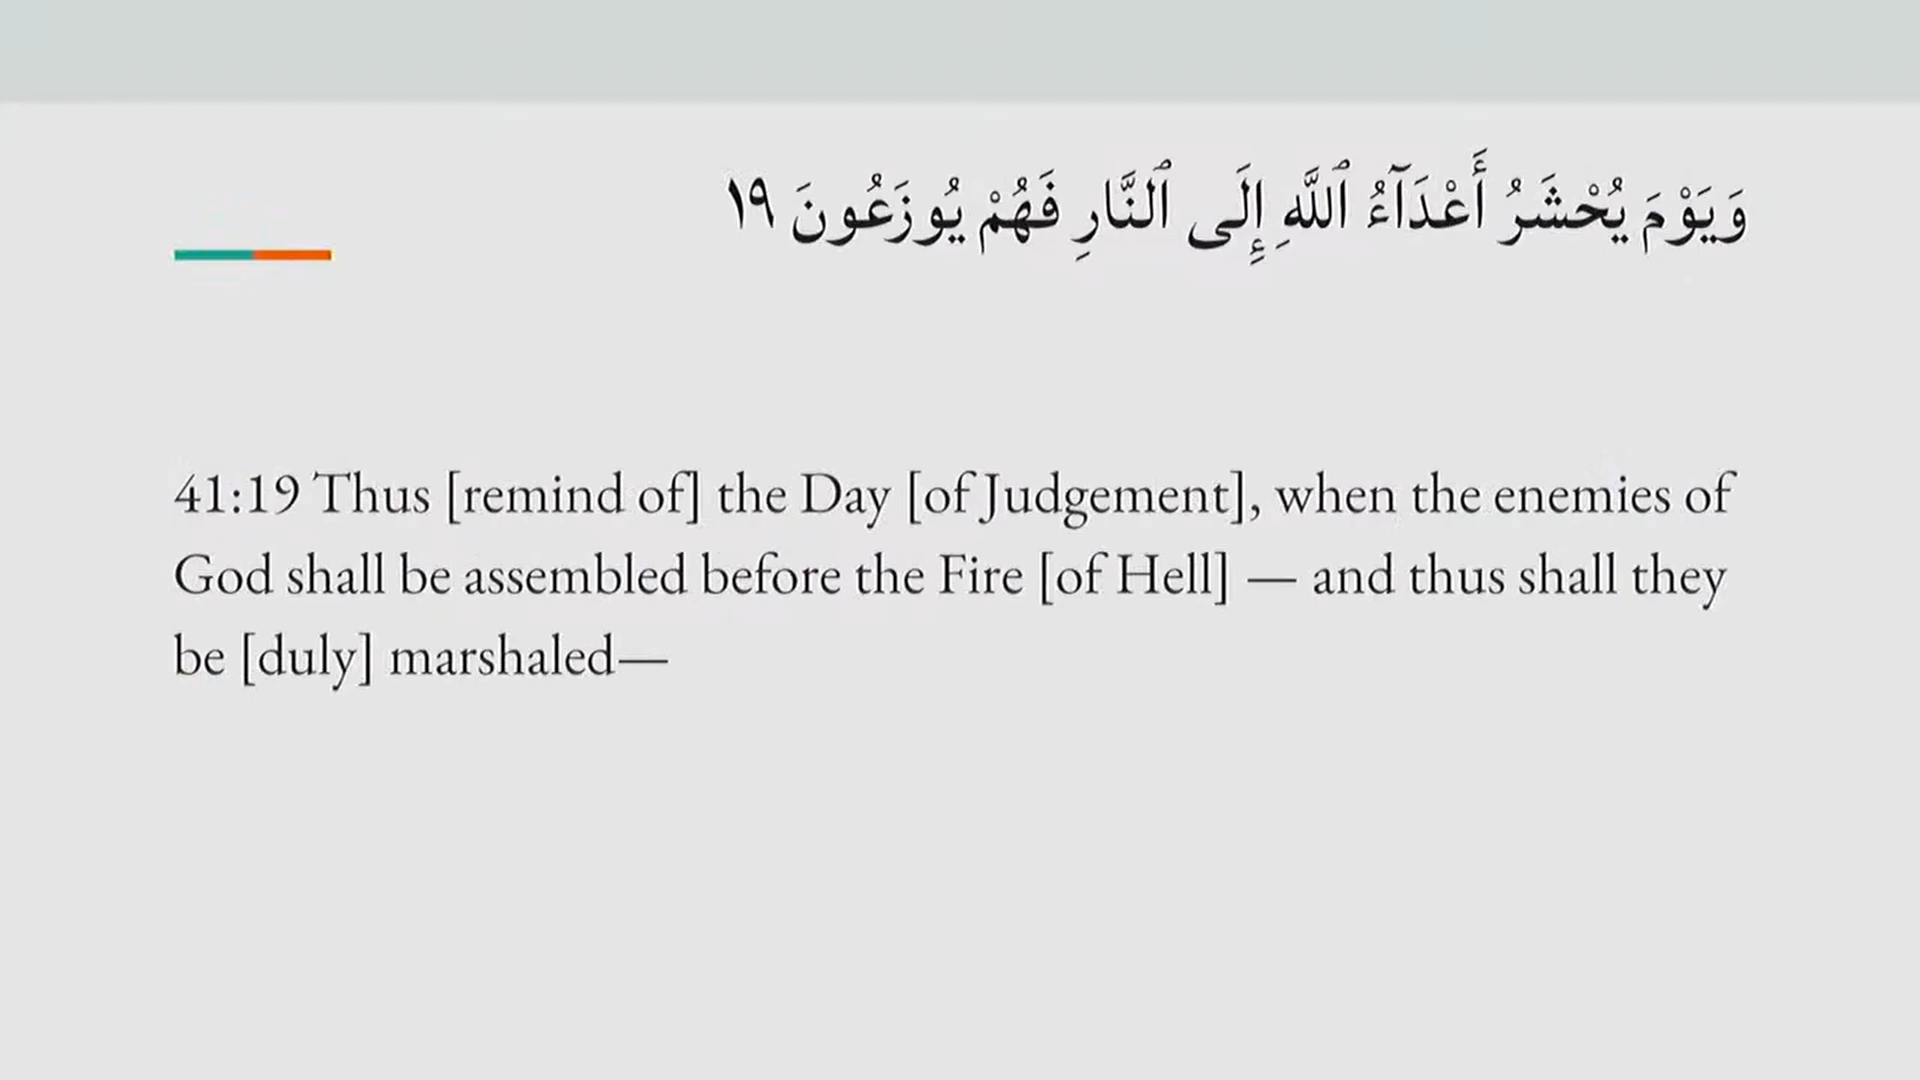 وَيَوْمَ يُحْشَرُ أَعْدَآءُ ٱللَّهِ إِلَى ٱلنَّارِ فَهُمْ يُوزَعُونَ ١٩
41:19 Thus [remind of] the Day [of Judgement], when the enemies of
God shall be assembled before the Fire [of Hell] — and thus shall they
be [duly] marshaled—